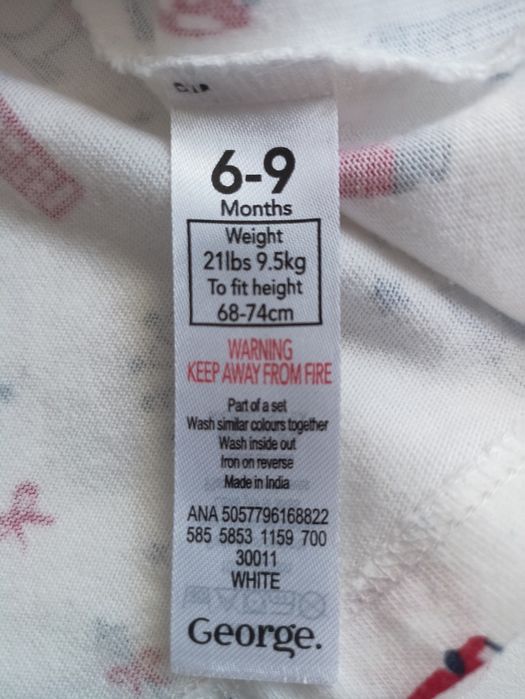 6-9
Months
Weight
21lbs 9.5kg
To fit height
68-74cm
WARNING
KEEP AWAY FROM FIRE
Part of a set
Wash similar colours together
Wash inside out
Iron on reverse
Made in India
ANA 5057796168822
585 5853 1159 700
30011
WHITE
George.